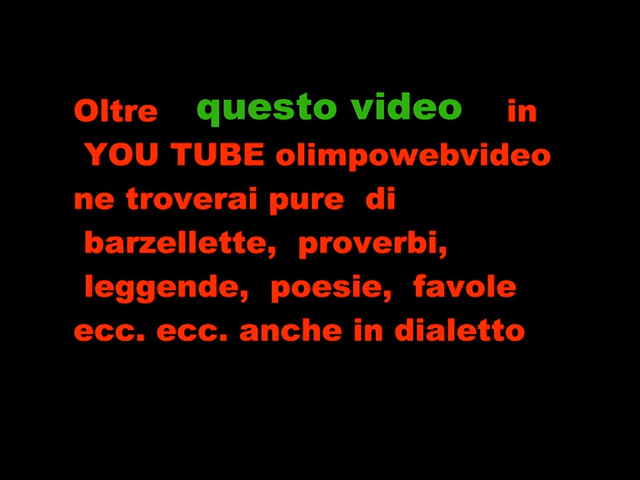 Oltre questo video in
YOU TUBE olimpowebvideo
ne troverai pure di
barzellette, proverbi,
leggende, poesie, favole
ecc. ecc. anche in dialetto